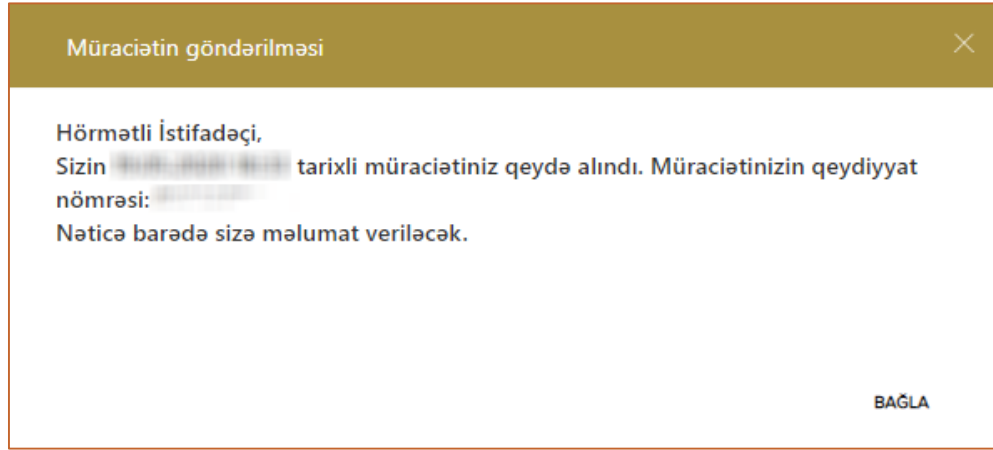 Müraciətin göndərilməsi
Hörmətli İstifadəçi,
Sizin tarixli müraciətiniz qeydə alındı. Müraciətinizin qeydiyyat
nömrəsi:
Nəticə barədə sizə məlumat veriləcək.
BAĞLA